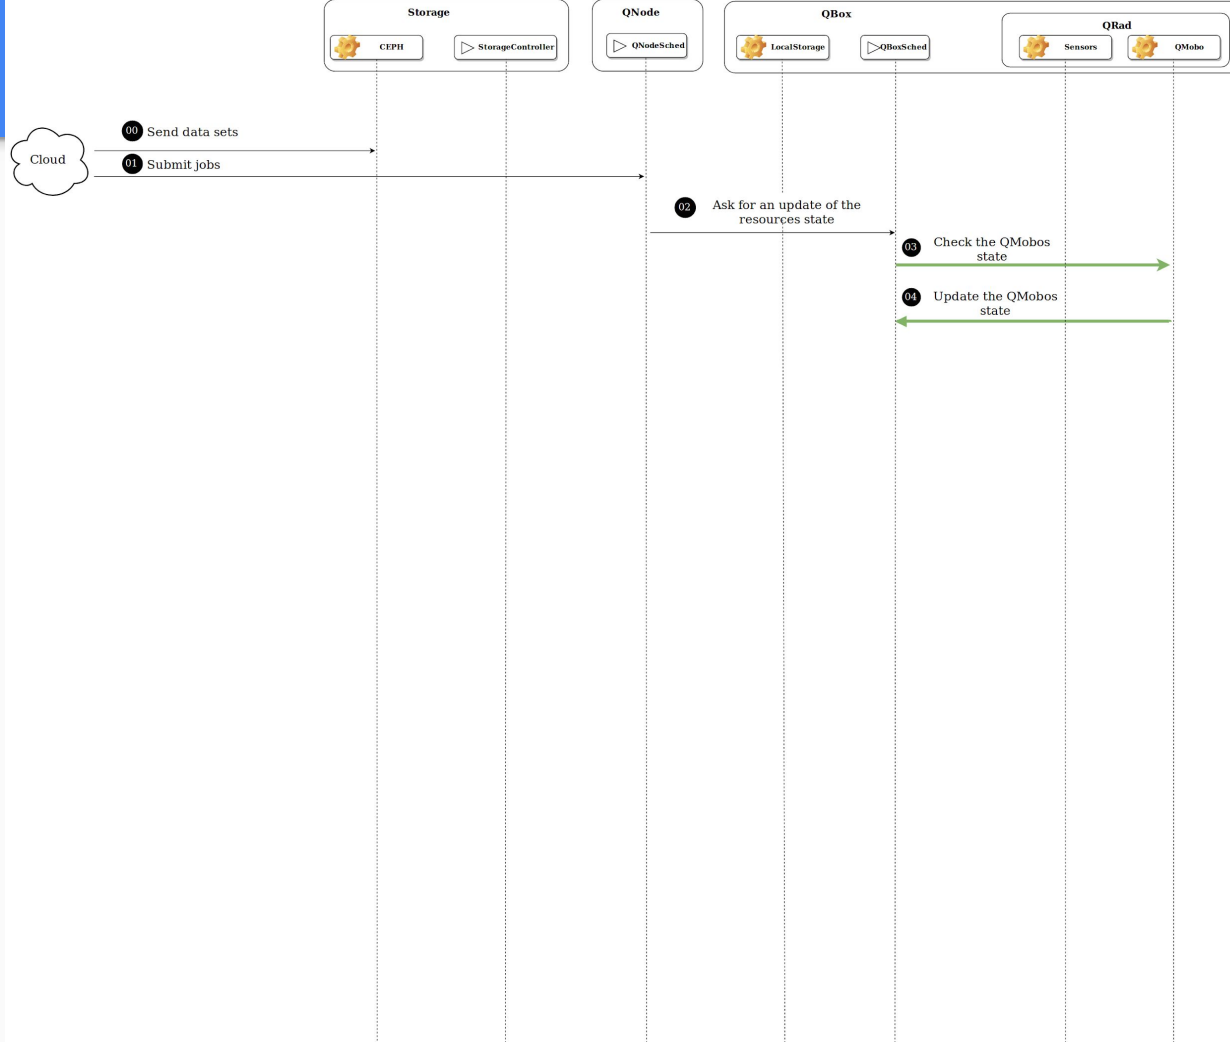 Storage
QNode
QBox
QRad
CEPH
StorageController
QNodeSched
LocalStorage
QBoxSched
Sensors
QMobo
Cloud
00 Send data sets
01 Submit jobs
02 Ask for an update of the
resources state
03 Check the QMobos
state
04 Update the QMobos
state